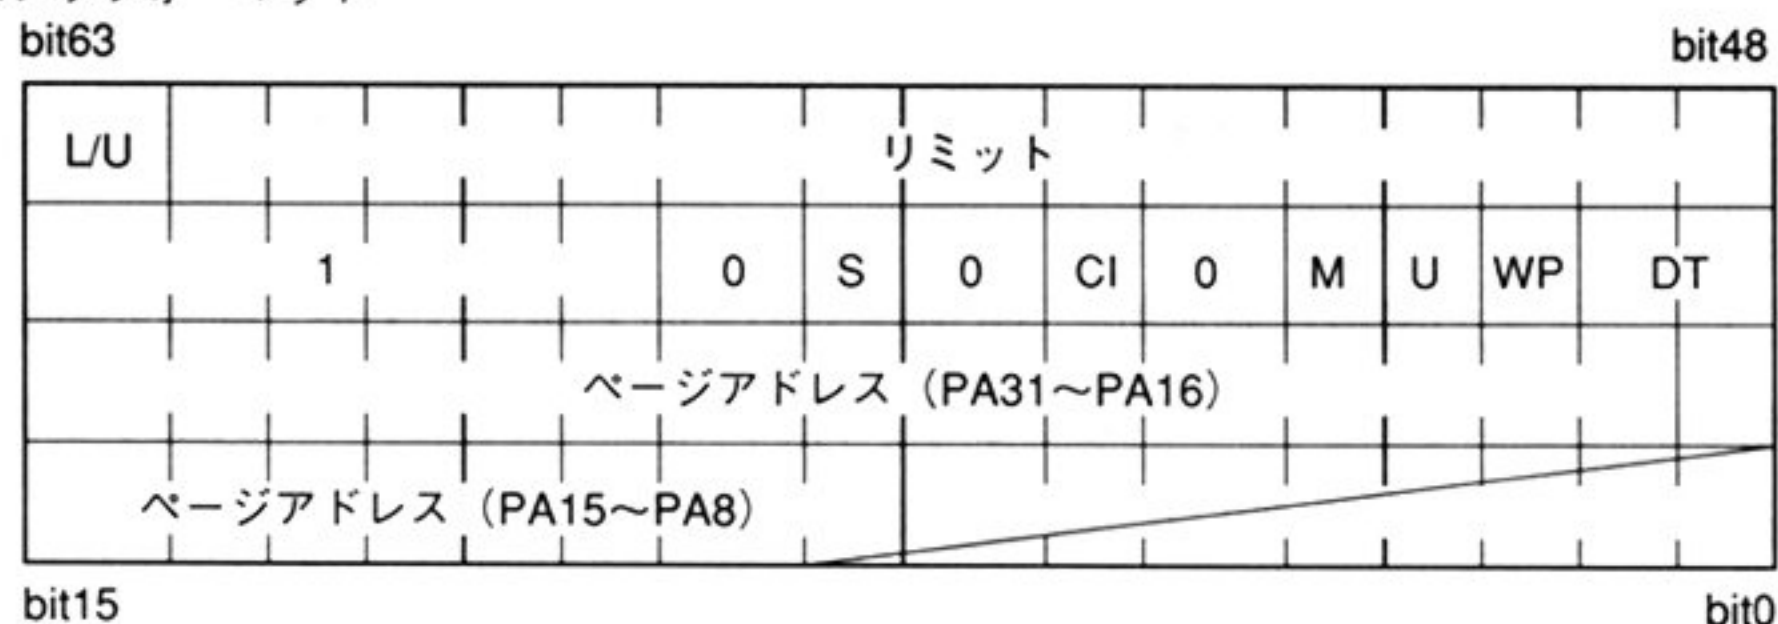 bit63 bit48
L/U リミット
1 0 S 0 CI 0 M U WP DT
ページアドレス（PA31～PA16）
ページアドレス（PA15～PA8）
bit15 bit0